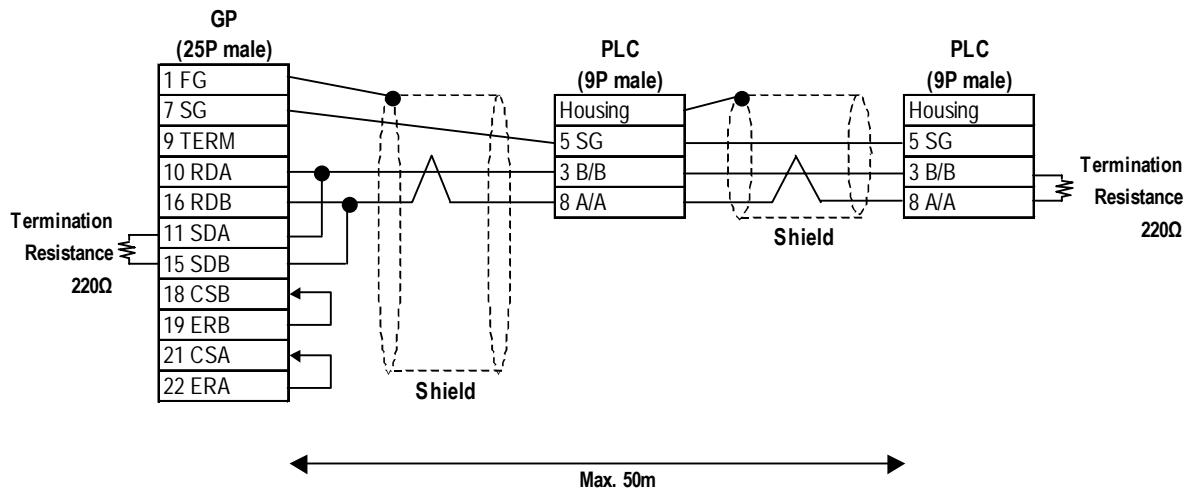 GP
(25P male)
1 FG
7 SG
9 TERM
10 RDA
16 RDB
11 SDA
15 SDB
18 CSB
19 ERB
21 CSA
22 ERA
Termination
Resistance
220Ω
Shield
PLC
(9P male)
Housing
5 SG
3 B/B
8 A/A
Shield
PLC
(9P male)
Housing
5 SG
3 B/B
8 A/A
Termination
Resistance
220Ω
Max. 50m